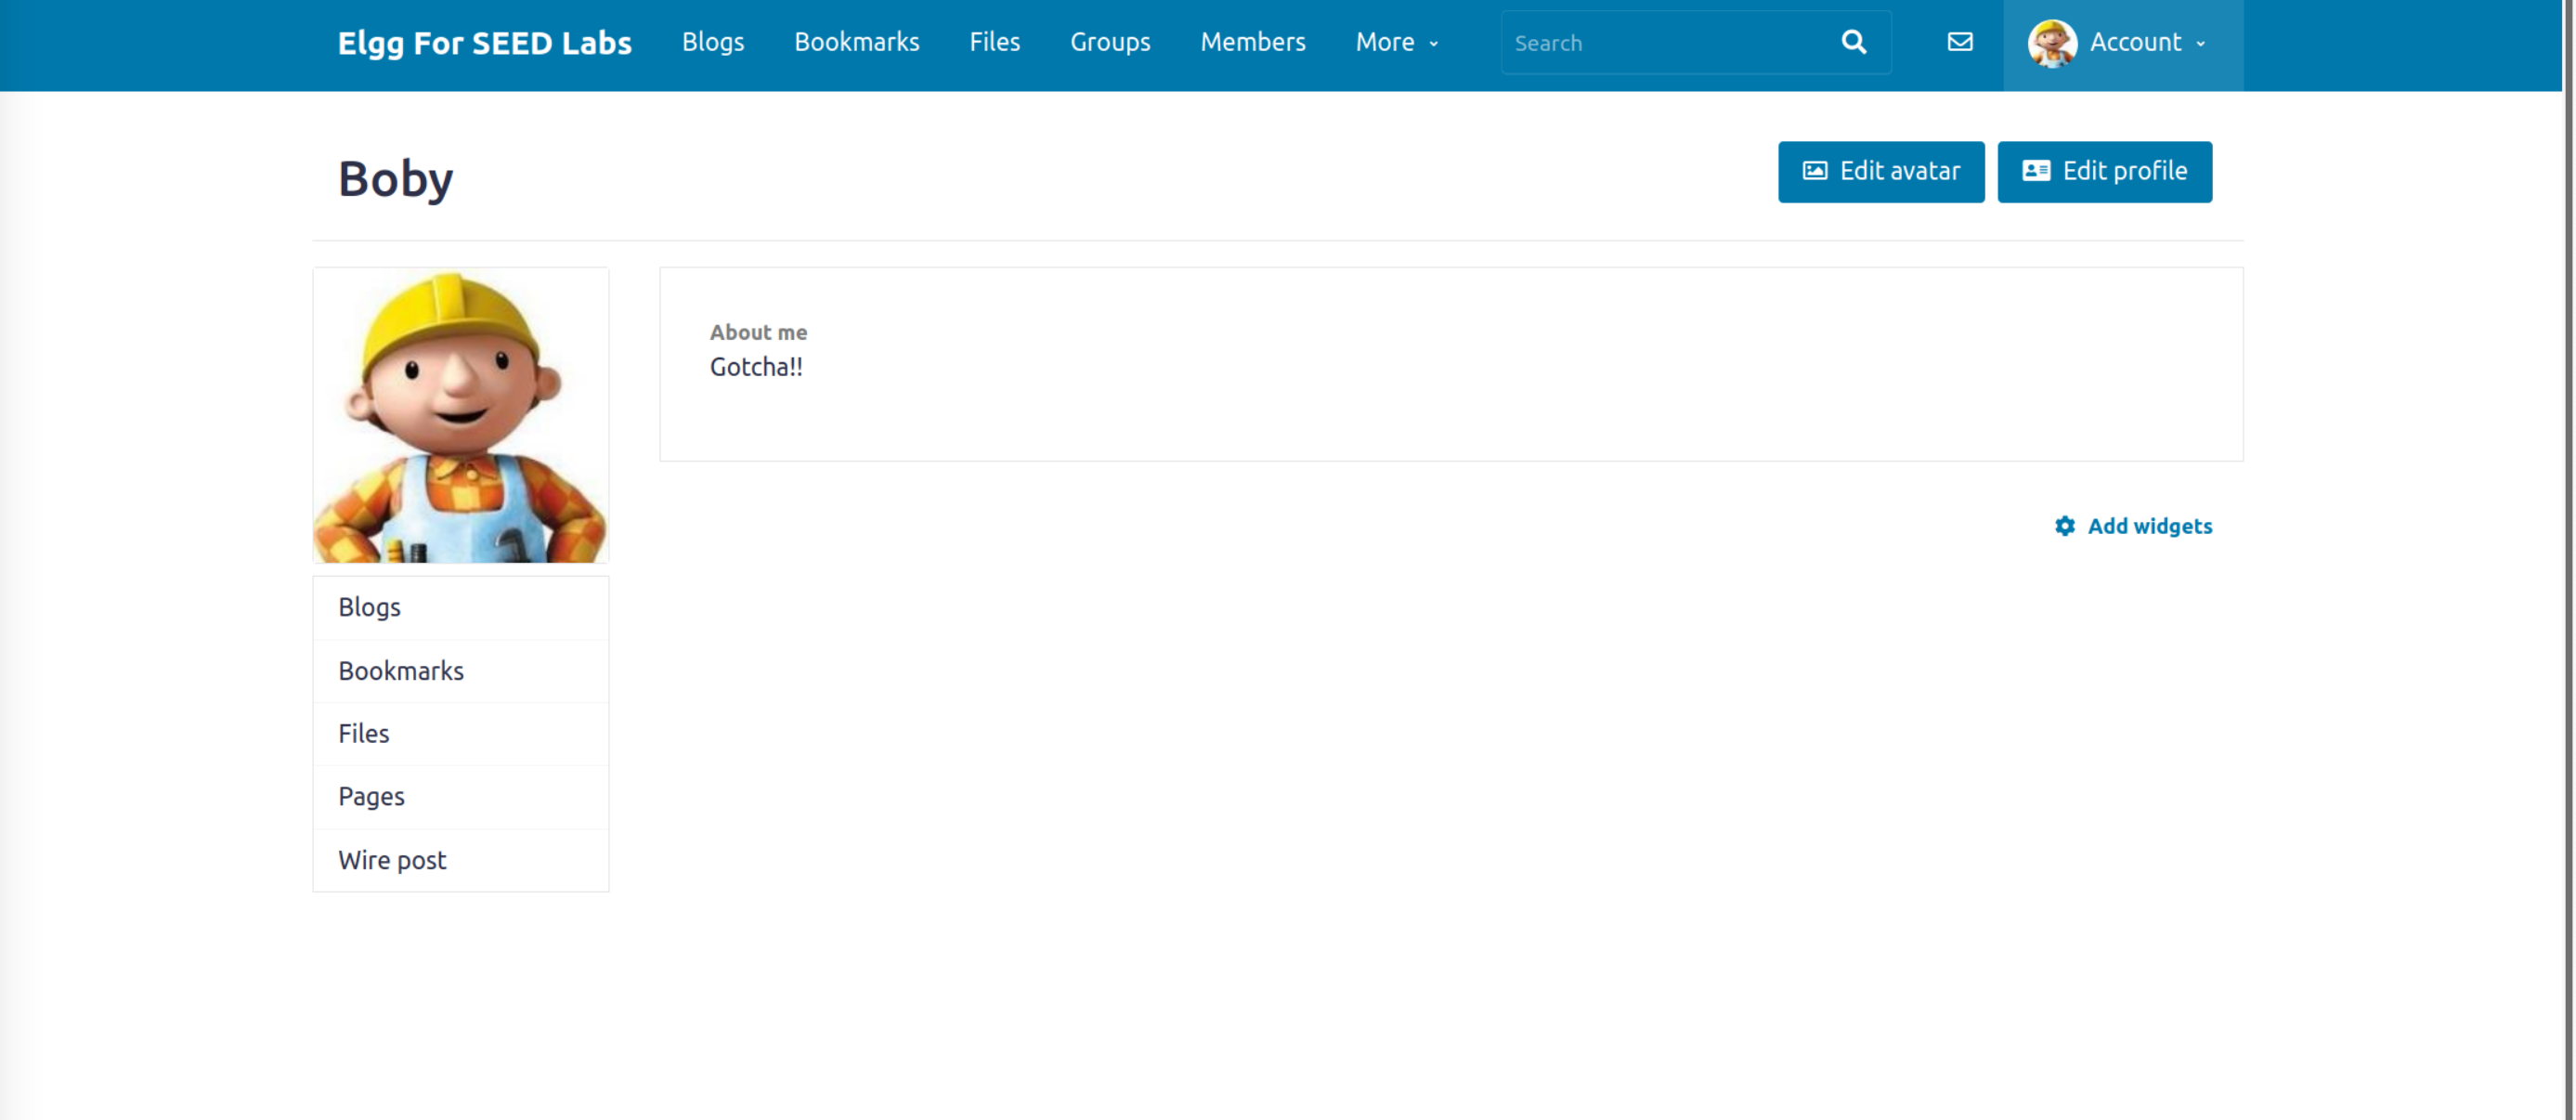 Elgg For SEED Labs Blogs Bookmarks Files Groups Members More Search Account
Boby
Edit avatar Edit profile
About me
Gotcha!!
Add widgets
Blogs
Bookmarks
Files
Pages
Wire post